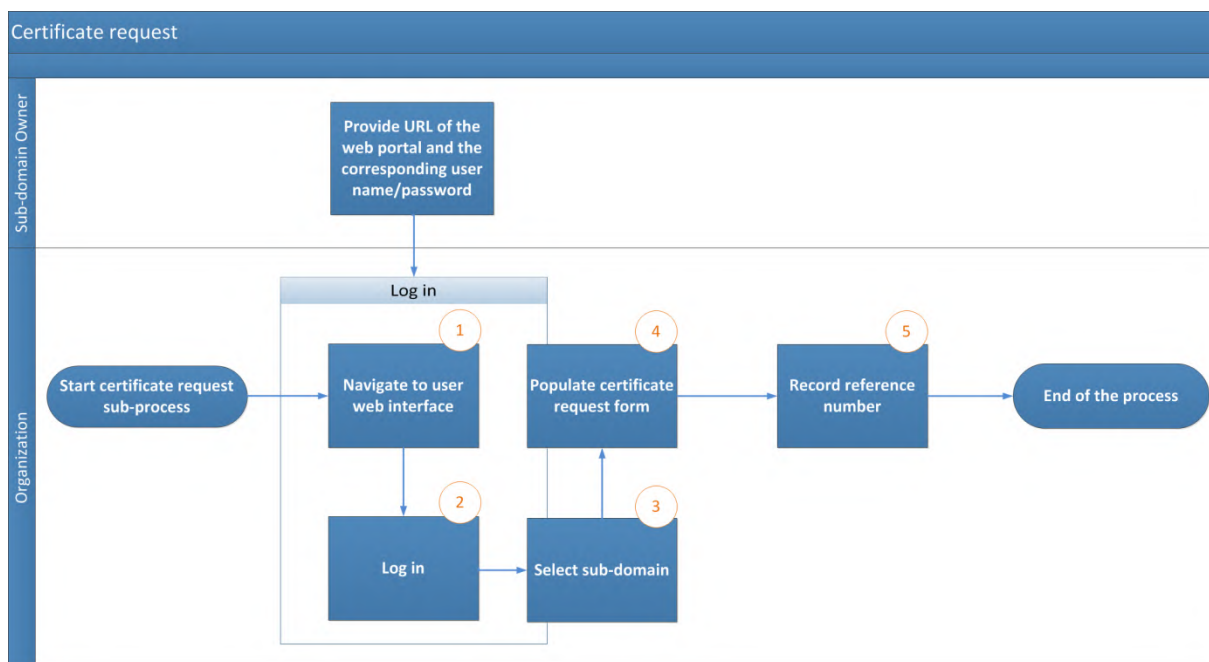 Certificate request
Sub-domain Owner
Provide URL of the
web portal and the
corresponding user
name/password
Organization
Log in
Start certificate request
sub-process
1
Navigate to user
web interface
2
Log in
3
Select sub-domain
4
Populate certificate
request form
5
Record reference
number
End of the process